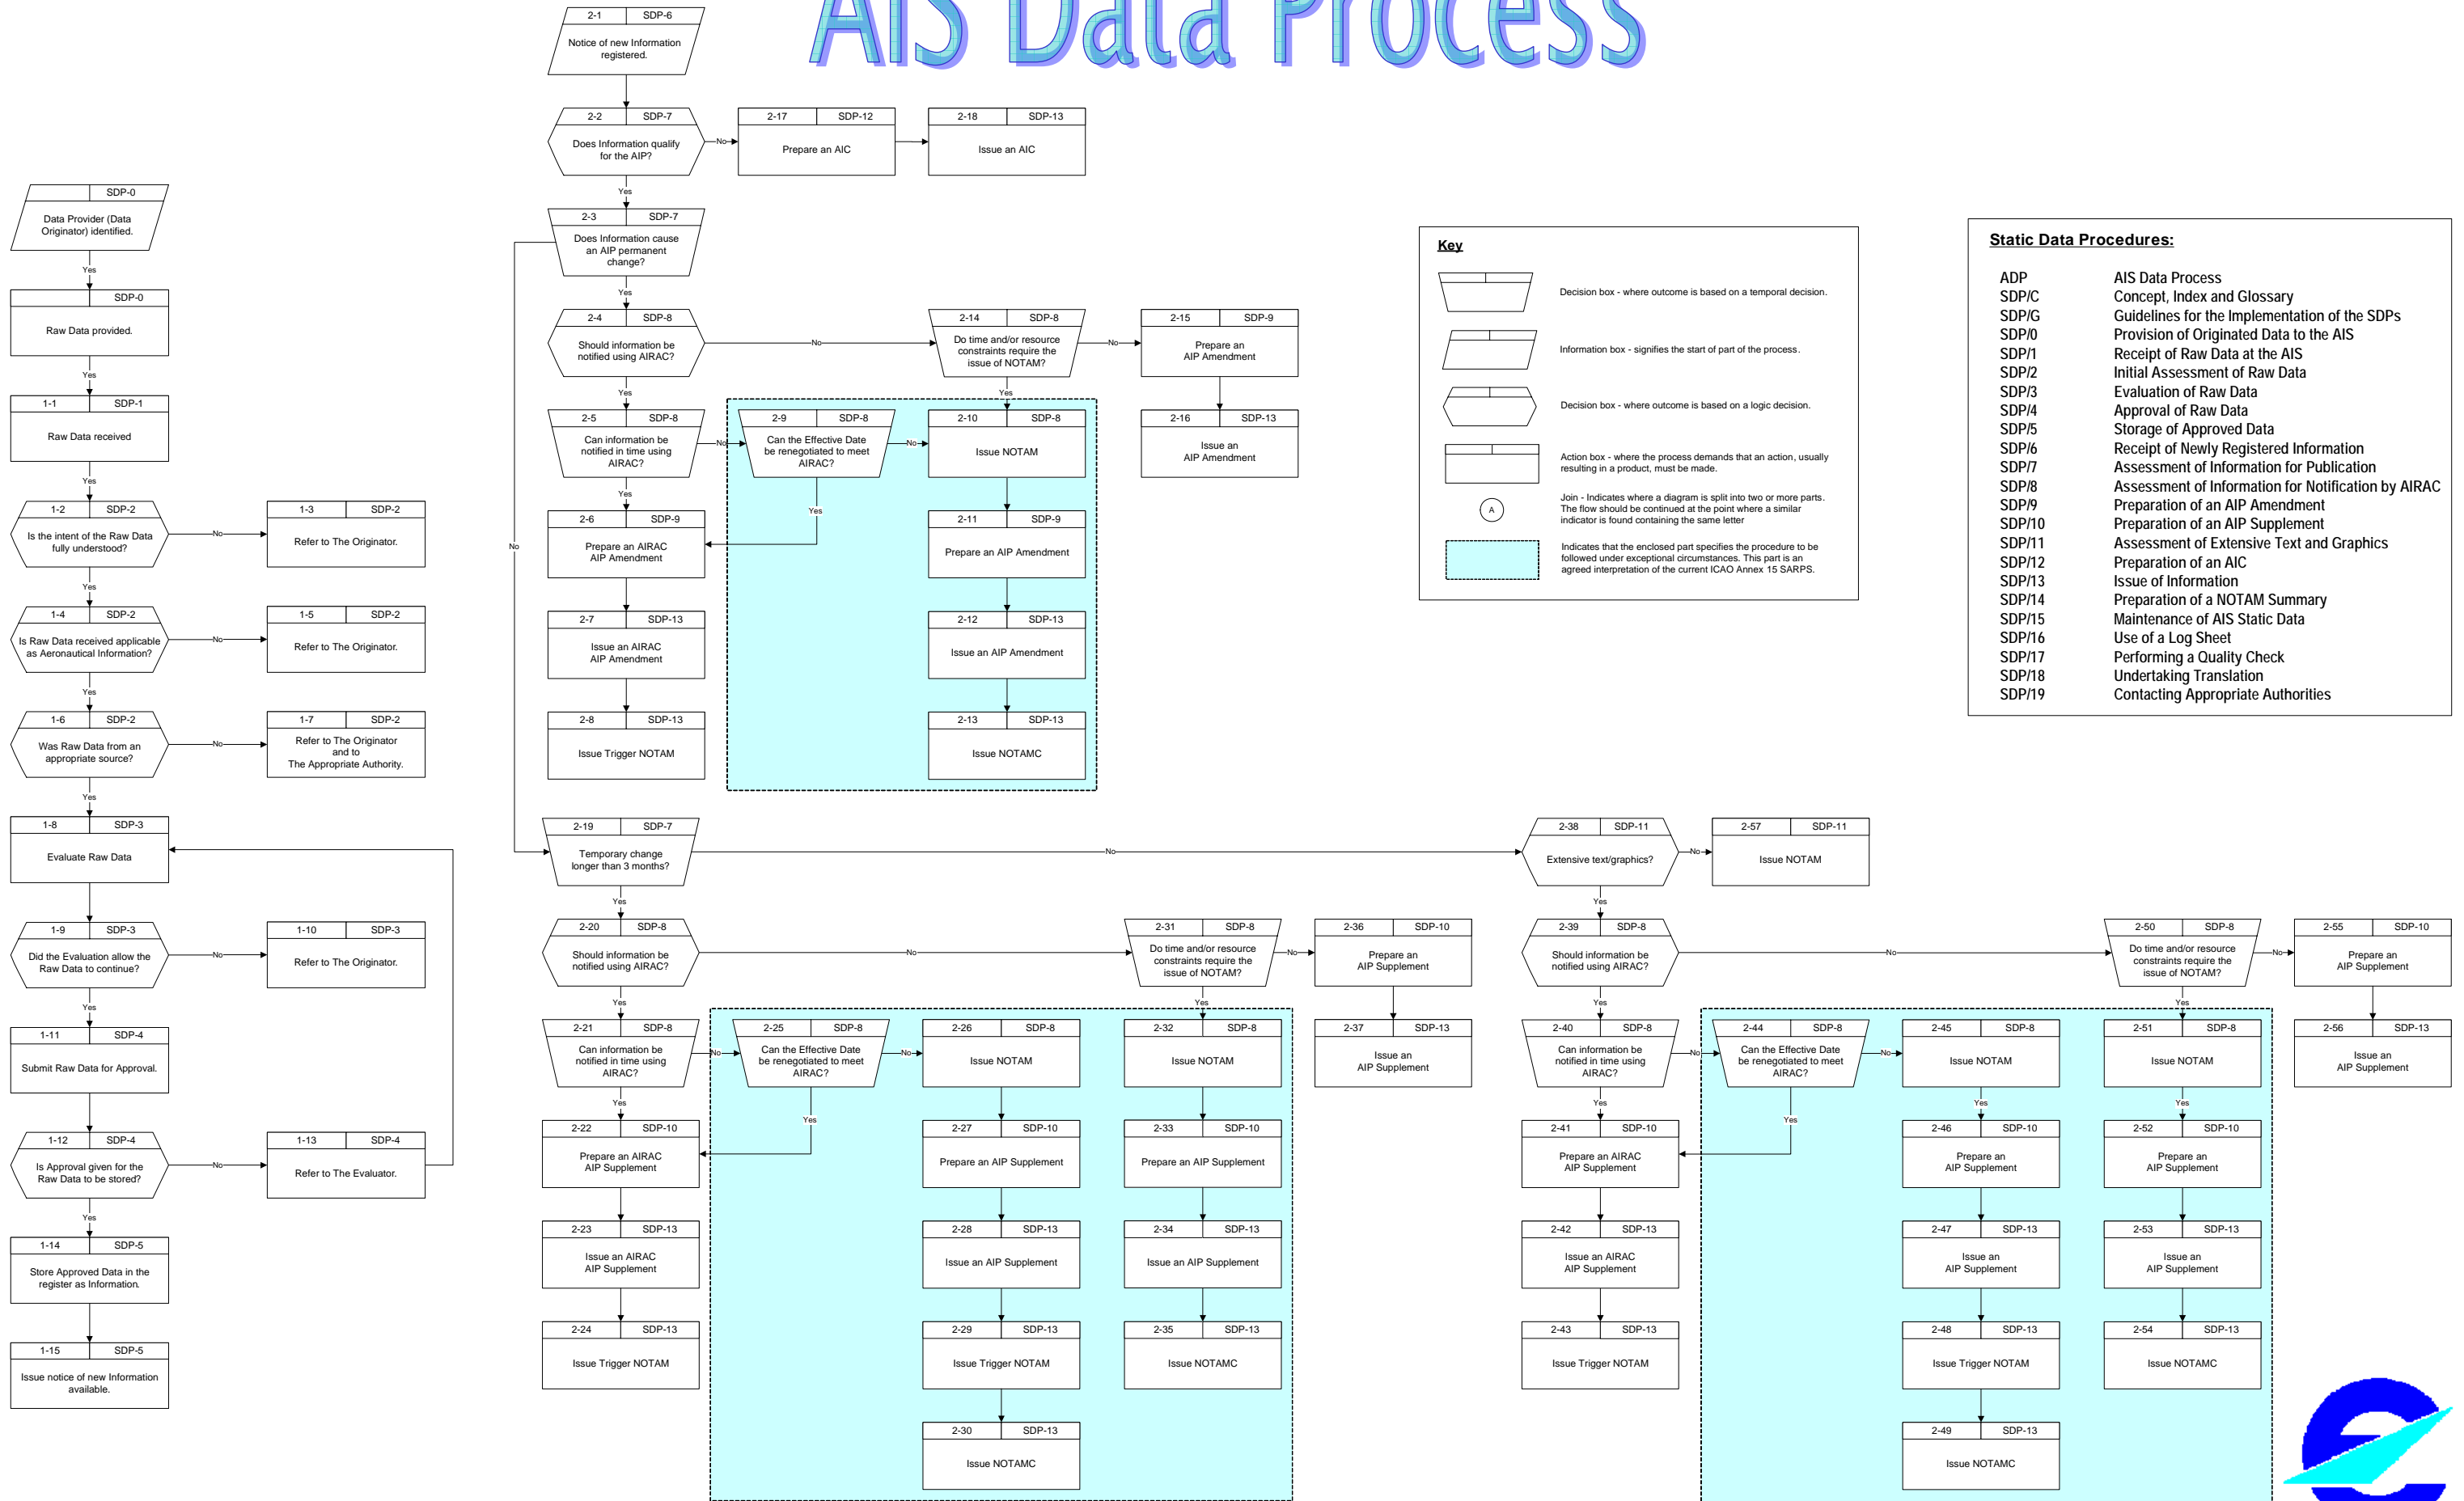 AIS Data Process
SDP-0
Data Provider (Data
Originator) identified.
Yes
SDP-0
Raw Data provided.
Yes
1-1 SDP-1
Raw Data received
Yes
1-2 SDP-2
Is the intent of the Raw Data
fully understood?
No
1-3 SDP-2
Refer to The Originator.
Yes
1-4 SDP-2
Is Raw Data received applicable
as Aeronautical Information?
No
1-5 SDP-2
Refer to The Originator.
Yes
1-6 SDP-2
Was Raw Data from an
appropriate source?
No
1-7 SDP-2
Refer to The Originator
and to
The Appropriate Authority.
Yes
1-8 SDP-3
Evaluate Raw Data
1-9 SDP-3
Did the Evaluation allow the
Raw Data to continue?
No
1-10 SDP-3
Refer to The Originator.
Yes
1-11 SDP-4
Submit Raw Data for Approval.
1-12 SDP-4
Is Approval given for the
Raw Data to be stored?
No
1-13 SDP-4
Refer to The Evaluator.
Yes
1-14 SDP-5
Store Approved Data in the
register as Information.
1-15 SDP-5
Issue notice of new Information
available.
2-1 SDP-6
Notice of new Information
registered.
2-2 SDP-7
Does Information qualify
for the AIP?
No
2-17 SDP-12
Prepare an AIC
2-18 SDP-13
Issue an AIC
Yes
2-3 SDP-7
Does Information cause
an AIP permanent
change?
No
Yes
2-4 SDP-8
Should information be
notified using AIRAC?
No
2-14 SDP-8
Do time and/or resource
constraints require the
issue of NOTAM?
No
2-15 SDP-9
Prepare an
AIP Amendment
2-16 SDP-13
Issue an
AIP Amendment
Yes
Yes
2-5 SDP-8
Can information be
notified in time using
AIRAC?
No
2-9 SDP-8
Can the Effective Date
be renegotiated to meet
AIRAC?
No
2-10 SDP-8
Issue NOTAM
Yes
Yes
2-6 SDP-9
Prepare an AIRAC
AIP Amendment
2-11 SDP-9
Prepare an AIP Amendment
2-7 SDP-13
Issue an AIRAC
AIP Amendment
2-12 SDP-13
Issue an AIP Amendment
2-8 SDP-13
Issue Trigger NOTAM
2-13 SDP-13
Issue NOTAMC
Key
Decision box - where outcome is based on a temporal decision.
Information box - signifies the start of part of the process.
Decision box - where outcome is based on a logic decision.
Action box - where the process demands that an action, usually
resulting in a product, must be made.
A
Join - Indicates where a diagram is split into two or more parts.
The flow should be continued at the point where a similar
indicator is found containing the same letter
Indicates that the enclosed part specifies the procedure to be
followed under exceptional circumstances. This part is an
agreed interpretation of the current ICAO Annex 15 SARPS.
Static Data Procedures:
ADP AIS Data Process
SDP/C Concept, Index and Glossary
SDP/G Guidelines for the Implementation of the SDPs
SDP/0 Provision of Originated Data to the AIS
SDP/1 Receipt of Raw Data at the AIS
SDP/2 Initial Assessment of Raw Data
SDP/3 Evaluation of Raw Data
SDP/4 Approval of Raw Data
SDP/5 Storage of Approved Data
SDP/6 Receipt of Newly Registered Information
SDP/7 Assessment of Information for Publication
SDP/8 Assessment of Information for Notification by AIRAC
SDP/9 Preparation of an AIP Amendment
SDP/10 Preparation of an AIP Supplement
SDP/11 Assessment of Extensive Text and Graphics
SDP/12 Preparation of an AIC
SDP/13 Issue of Information
SDP/14 Preparation of a NOTAM Summary
SDP/15 Maintenance of AIS Static Data
SDP/16 Use of a Log Sheet
SDP/17 Performing a Quality Check
SDP/18 Undertaking Translation
SDP/19 Contacting Appropriate Authorities
2-19 SDP-7
Temporary change
longer than 3 months?
No
2-38 SDP-11
Extensive text/graphics?
No
2-57 SDP-11
Issue NOTAM
Yes
2-20 SDP-8
Should information be
notified using AIRAC?
No
2-31 SDP-8
Do time and/or resource
constraints require the
issue of NOTAM?
No
2-36 SDP-10
Prepare an
AIP Supplement
2-37 SDP-13
Issue an
AIP Supplement
Yes
Yes
2-21 SDP-8
Can information be
notified in time using
AIRAC?
No
2-25 SDP-8
Can the Effective Date
be renegotiated to meet
AIRAC?
No
2-26 SDP-8
Issue NOTAM
2-32 SDP-8
Issue NOTAM
Yes
Yes
2-22 SDP-10
Prepare an AIRAC
AIP Supplement
2-27 SDP-10
Prepare an AIP Supplement
2-33 SDP-10
Prepare an AIP Supplement
2-23 SDP-13
Issue an AIRAC
AIP Supplement
2-28 SDP-13
Issue an AIP Supplement
2-34 SDP-13
Issue an AIP Supplement
2-24 SDP-13
Issue Trigger NOTAM
2-29 SDP-13
Issue Trigger NOTAM
2-35 SDP-13
Issue NOTAMC
2-30 SDP-13
Issue NOTAMC
Yes
2-39 SDP-8
Should information be
notified using AIRAC?
No
2-50 SDP-8
Do time and/or resource
constraints require the
issue of NOTAM?
No
2-55 SDP-10
Prepare an
AIP Supplement
2-56 SDP-13
Issue an
AIP Supplement
Yes
Yes
2-40 SDP-8
Can information be
notified in time using
AIRAC?
No
2-44 SDP-8
Can the Effective Date
be renegotiated to meet
AIRAC?
No
2-45 SDP-8
Issue NOTAM
2-51 SDP-8
Issue NOTAM
Yes
Yes
Yes
Yes
2-41 SDP-10
Prepare an AIRAC
AIP Supplement
2-46 SDP-10
Prepare an
AIP Supplement
2-52 SDP-10
Prepare an
AIP Supplement
2-42 SDP-13
Issue an AIRAC
AIP Supplement
2-47 SDP-13
Issue an
AIP Supplement
2-53 SDP-13
Issue an
AIP Supplement
2-43 SDP-13
Issue Trigger NOTAM
2-48 SDP-13
Issue Trigger NOTAM
2-54 SDP-13
Issue NOTAMC
2-49 SDP-13
Issue NOTAMC